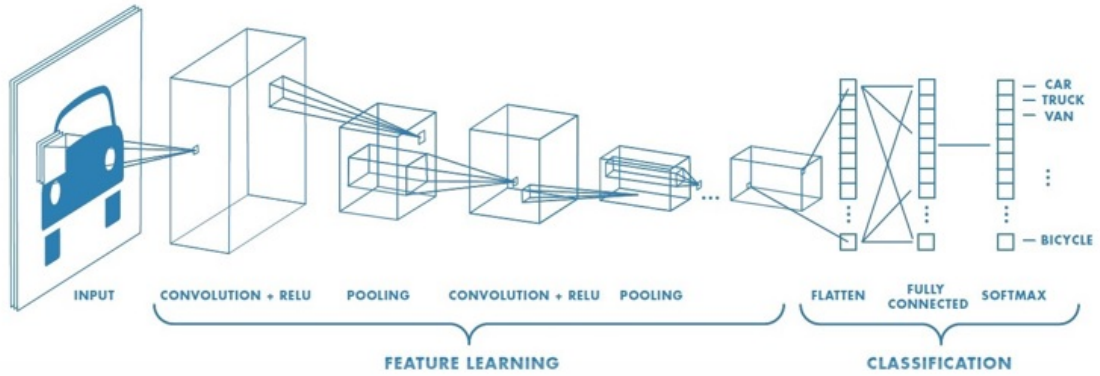 CAR
TRUCK
VAN
BICYCLE
INPUT
CONVOLUTION + RELU
POOLING
CONVOLUTION + RELU
POOLING
FLATTEN
FULLY
CONNECTED
SOFTMAX
FEATURE LEARNING
CLASSIFICATION